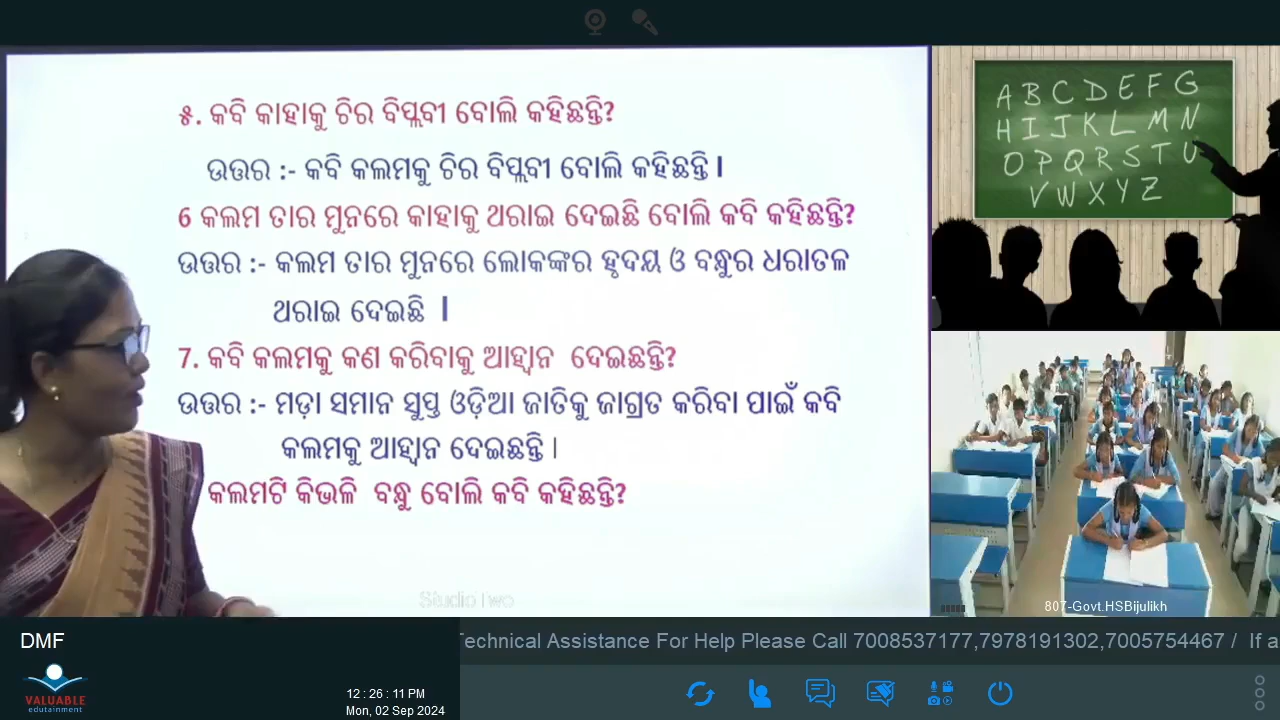 ୫. କବି କାହାକୁ ଚିର ବିପ୍ଳବୀ ବୋଲି କହିଛନ୍ତି?
ଉତ୍ତର :- କବି କଲମକୁ ଚିର ବିପ୍ଳବୀ ବୋଲି କହିଛନ୍ତି l
6 କଲମ ତାର ମୁନରେ କାହାକୁ ଥରାଇ ଦେଇଛି ବୋଲି କବି କହିଛନ୍ତି?
ଉତ୍ତର :- କଲମ ତାର ମୁନରେ ଲୋକଙ୍କର ହୃଦୟ ଓ ବନ୍ଧୁର ଧରାତଳ
ଥରାଇ ଦେଇଛି l
7. କବି କଲମକୁ କଣ କରିବାକୁ ଆହ୍ୱାନ ଦେଇଛନ୍ତି?
ଉତ୍ତର :- ମଡ଼ା ସମାନ ସୁପ୍ତ ଓଡ଼ିଆ ଜାତିକୁ ଜାଗ୍ରତ କରିବା ପାଇଁ କବି
କଲମକୁ ଆହ୍ୱାନ ଦେଇଛନ୍ତି |
କଲମଟି କିଭଳି ବନ୍ଧୁ ବୋଲି କବି କହିଛନ୍ତି?
Studio Two
A B C D E F G
H I J K L M N
O P Q R S T U
V W X Y Z
807-Govt.HSBijulikh
DMF
Technical Assistance For Help Please Call 7008537177,7978191302,7005754467 / If a
VALUABLE
edutainment
12 : 26 : 11 PM
Mon, 02 Sep 2024